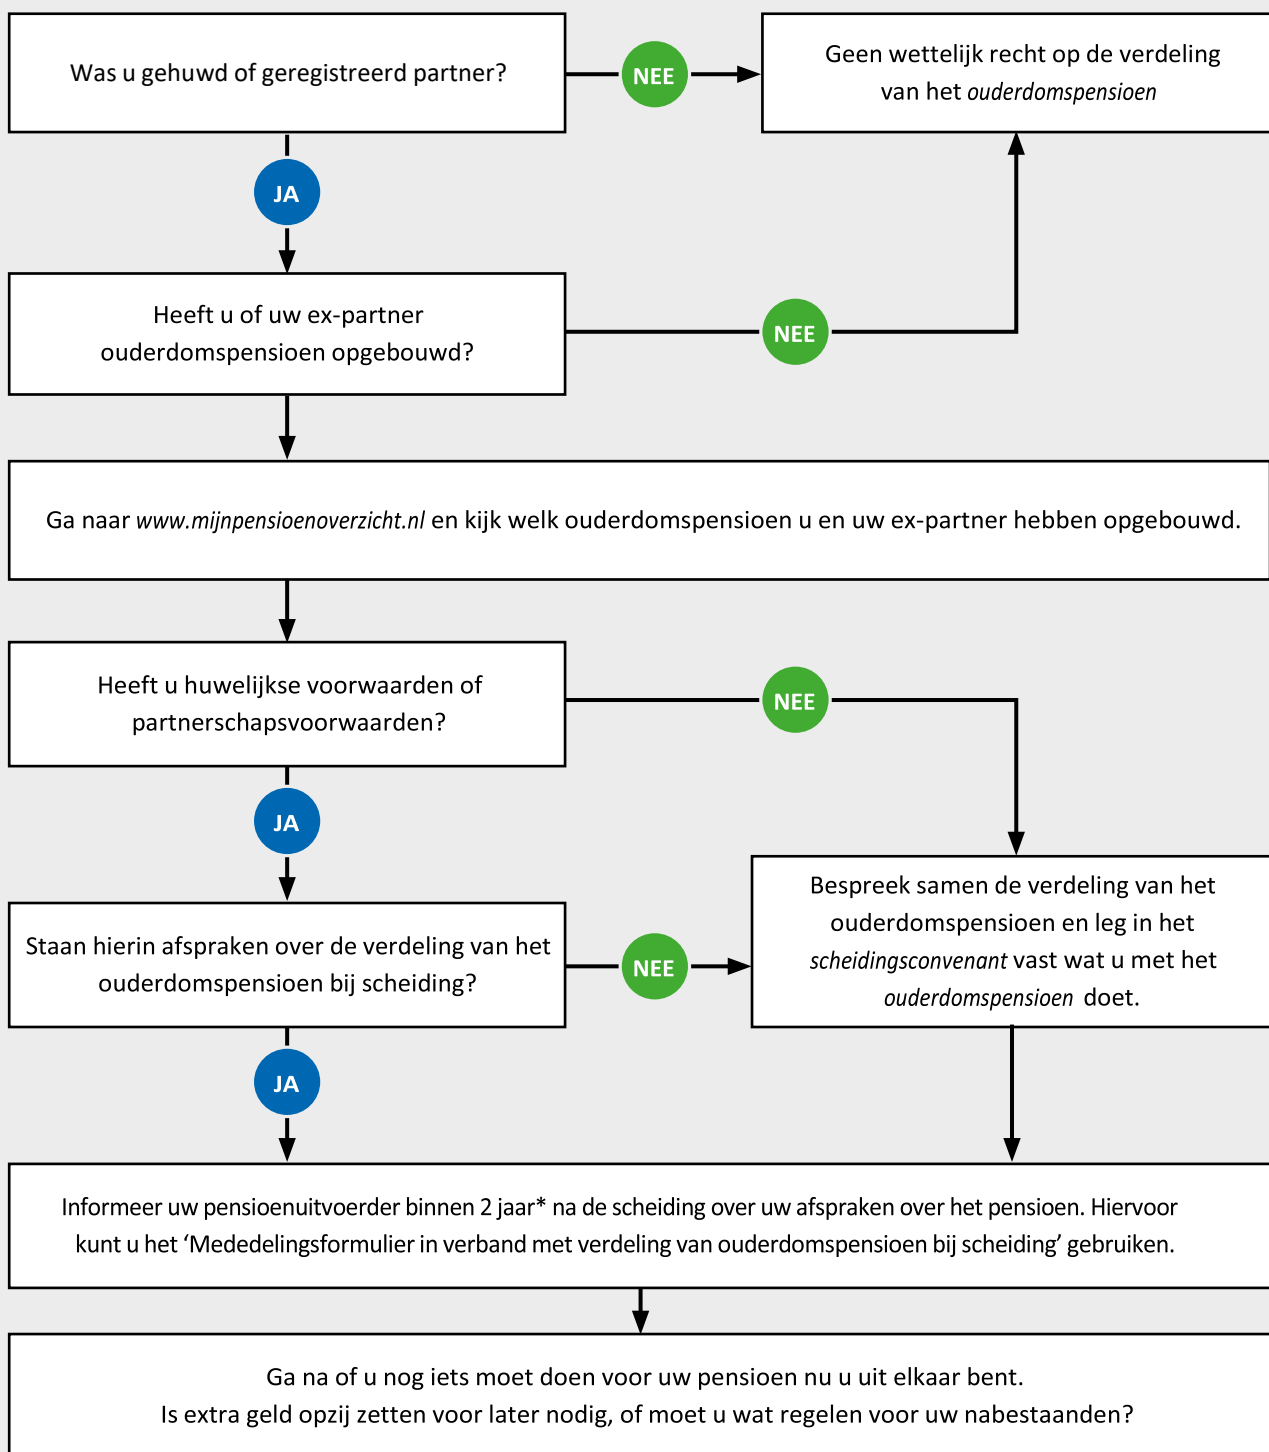 Was u gehuwd of geregistreerd partner?
NEE
Geen wettelijk recht op de verdeling
van het ouderdomspensioen
JA
Heeft u of uw ex-partner
ouderdomspensioen opgebouwd?
NEE
Ga naar www.mijnpensioenoverzicht.nl en kijk welk ouderdomspensioen u en uw ex-partner hebben opgebouwd.
Heeft u huwelijkse voorwaarden of
partnerschapsvoorwaarden?
NEE
JA
Staan hierin afspraken over de verdeling van het
ouderdomspensioen bij scheiding?
NEE
Bespreek samen de verdeling van het
ouderdomspensioen en leg in het
scheidingsconvenant vast wat u met het
ouderdomspensioen doet.
JA
Informeer uw pensioenuitvoerder binnen 2 jaar* na de scheiding over uw afspraken over het pensioen. Hiervoor
kunt u het ‘Mededelingsformulier in verband met verdeling van ouderdomspensioen bij scheiding’ gebruiken.
Ga na of u nog iets moet doen voor uw pensioen nu u uit elkaar bent.
Is extra geld opzij zetten voor later nodig, of moet u wat regelen voor uw nabestaanden?